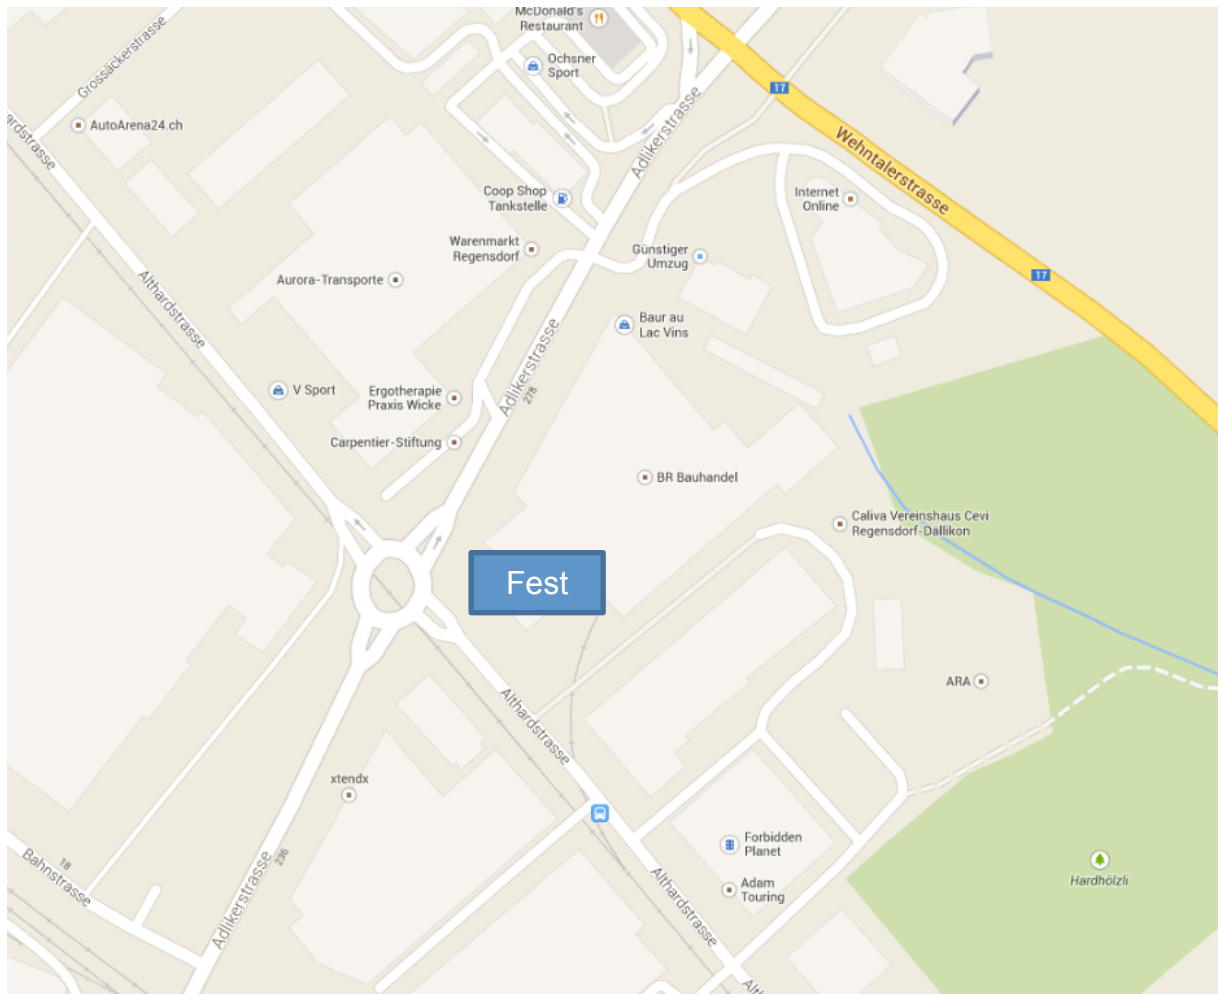 McDonald's
Restaurant
Ochsner
Sport
Grossäckerstrasse
17
AutoArena24.ch
ardstrasse
Adlikerstrasse
Wehntalerstrasse
Coop Shop
Tankstelle
Internet
Online
Warenmarkt
Regensdorf
Günstiger
Umzug
Aurora-Transporte
17
Althardstrasse
Baur au
Lac Vins
V Sport
Ergotherapie
Praxis Wicke
Adlikerstrasse
278
Carpentier-Stiftung
BR Bauhandel
Caliva Vereinshaus Cevi
Regensdorf-Dällikon
Fest
ARA
Althardstrasse
xtendx
Forbidden
Planet
18
Bahnstrasse
236
Adlikerstrasse
Adam
Touring
Althardstrasse
Hardhölzli
Alth